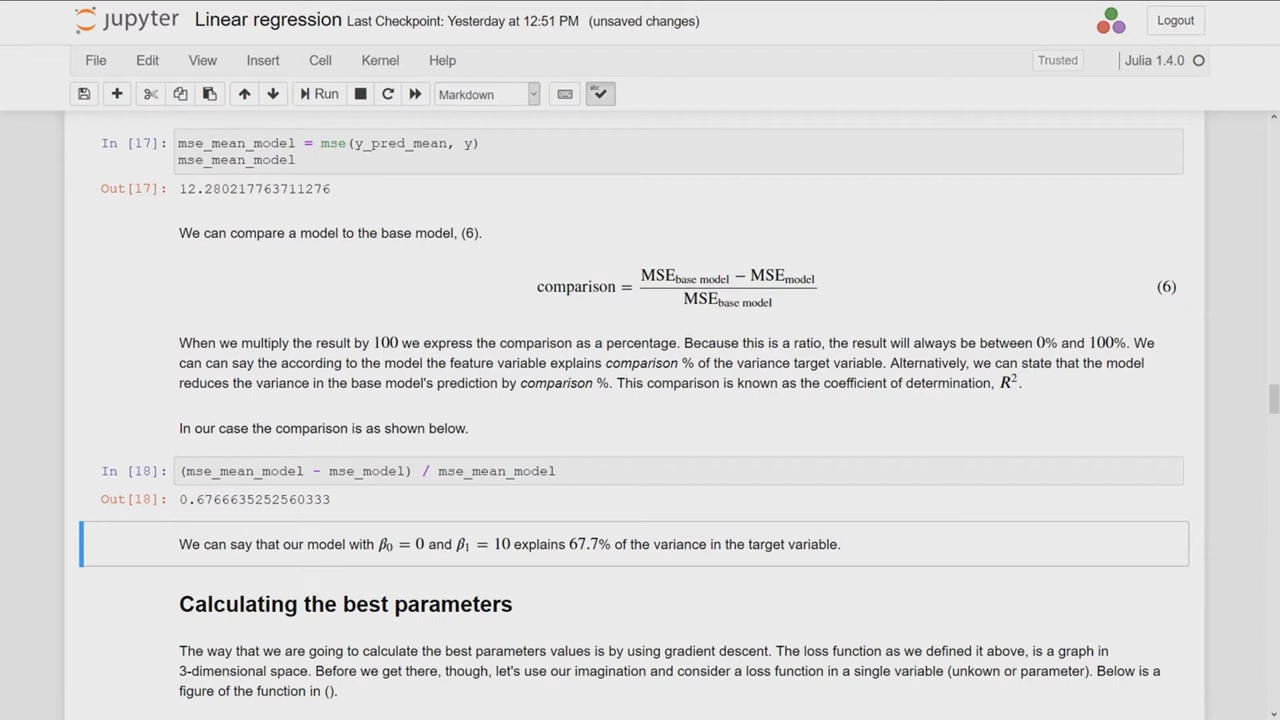 jupyter Linear regression Last Checkpoint: Yesterday at 12:51 PM (unsaved changes) Logout
File Edit View Insert Cell Kernel Help Trusted Julia 1.4.0
Run Markdown abc
In [17]: mse_mean_model = mse(y_pred_mean, y)
mse_mean_model
Out[17]: 12.280217763711276
We can compare a model to the base model, (6).
comparison = (MSE_base model − MSE_model) / MSE_base model (6)
When we multiply the result by 100 we express the comparison as a percentage. Because this is a ratio, the result will always be between 0% and 100%. We
can can say the according to the model the feature variable explains comparison % of the variance target variable. Alternatively, we can state that the model
reduces the variance in the base model's prediction by comparison %. This comparison is known as the coefficient of determination, R².
In our case the comparison is as shown below.
In [18]: (mse_mean_model - mse_model) / mse_mean_model
Out[18]: 0.6766635252560333
We can say that our model with β₀ = 0 and β₁ = 10 explains 67.7% of the variance in the target variable.
Calculating the best parameters
The way that we are going to calculate the best parameters values is by using gradient descent. The loss function as we defined it above, is a graph in
3-dimensional space. Before we get there, though, let's use our imagination and consider a loss function in a single variable (unkown or parameter). Below is a
figure of the function in ().